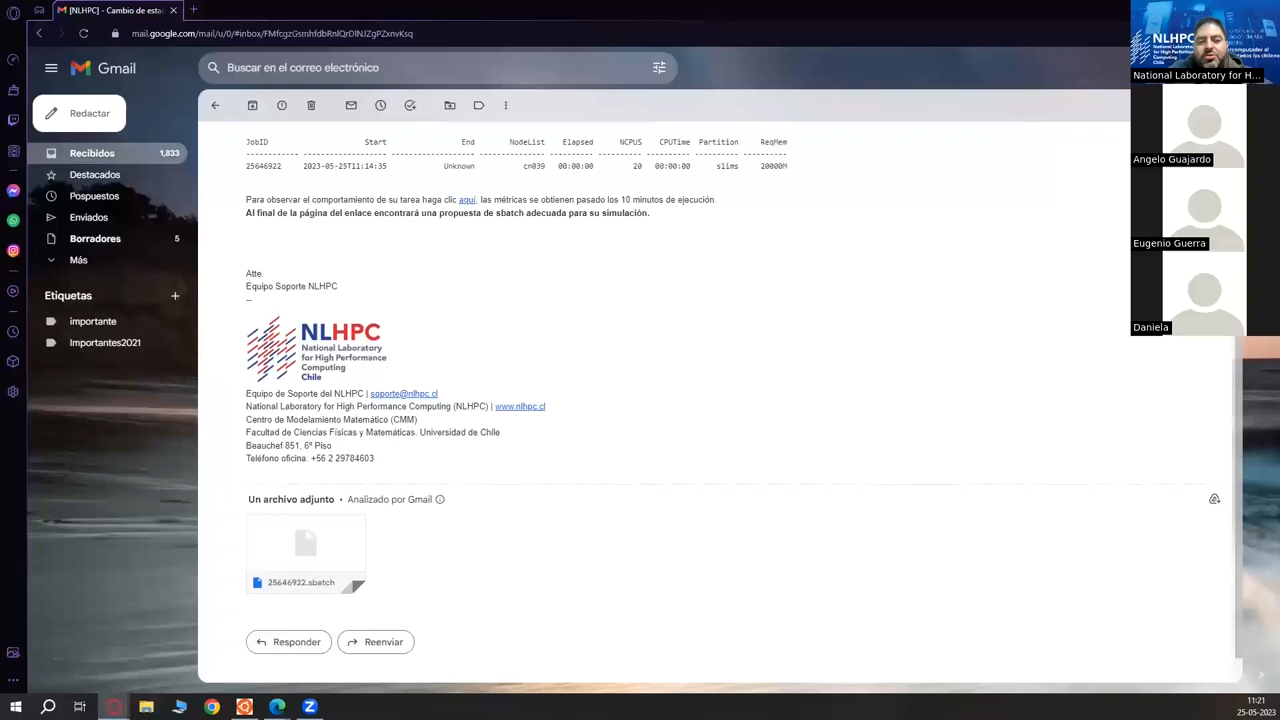 [NLHPC] - Cambio de esta
mail.google.com/mail/u/0/#inbox/FMfcgzGsmhfdbRnlQrDlNJZgPZxnvKsq
Gmail
Buscar en el correo electrónico
Redactar
Recibidos 1,833
Destacados
Pospuestos
Enviados
Borradores 5
Más
Etiquetas
importante
Importantes2021
JobID Start End NodeList Elapsed NCPUS CPUTime Partition ReqMem
------------ ------------------- ------------------- --------------- ---------- ---------- ---------- ---------- ----------
25646922 2023-05-25T11:14:35 Unknown cn039 00:00:00 20 00:00:00 slims 20000M
Para observar el comportamiento de su tarea haga clic aquí, las métricas se obtienen pasado los 10 minutos de ejecución.
Al final de la página del enlace encontrará una propuesta de sbatch adecuada para su simulación.
Atte.
Equipo Soporte NLHPC
--
NLHPC
National Laboratory
for High Performance
Computing
Chile
Equipo de Soporte del NLHPC | soporte@nlhpc.cl
National Laboratory for High Performance Computing (NLHPC) | www.nlhpc.cl
Centro de Modelamiento Matemático (CMM)
Facultad de Ciencias Físicas y Matemáticas. Universidad de Chile
Beauchef 851, 6º Piso
Teléfono oficina: +56 2 29784603
Un archivo adjunto • Analizado por Gmail
25646922.sbatch
Responder
Reenviar
NLHPC
National Laboratory
for High Performance
Computing
Chile
National Laboratory for H...
Angelo Guajardo
Eugenio Guerra
Daniela
11:21
25-05-2023